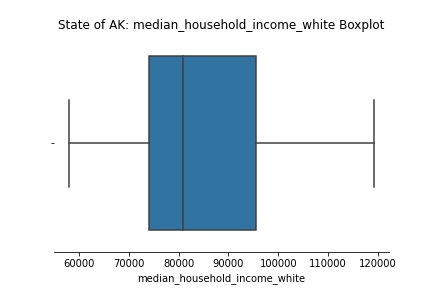 State of AK: median_household_income_white Boxplot
-
60000 70000 80000 90000 100000 110000 120000
median_household_income_white